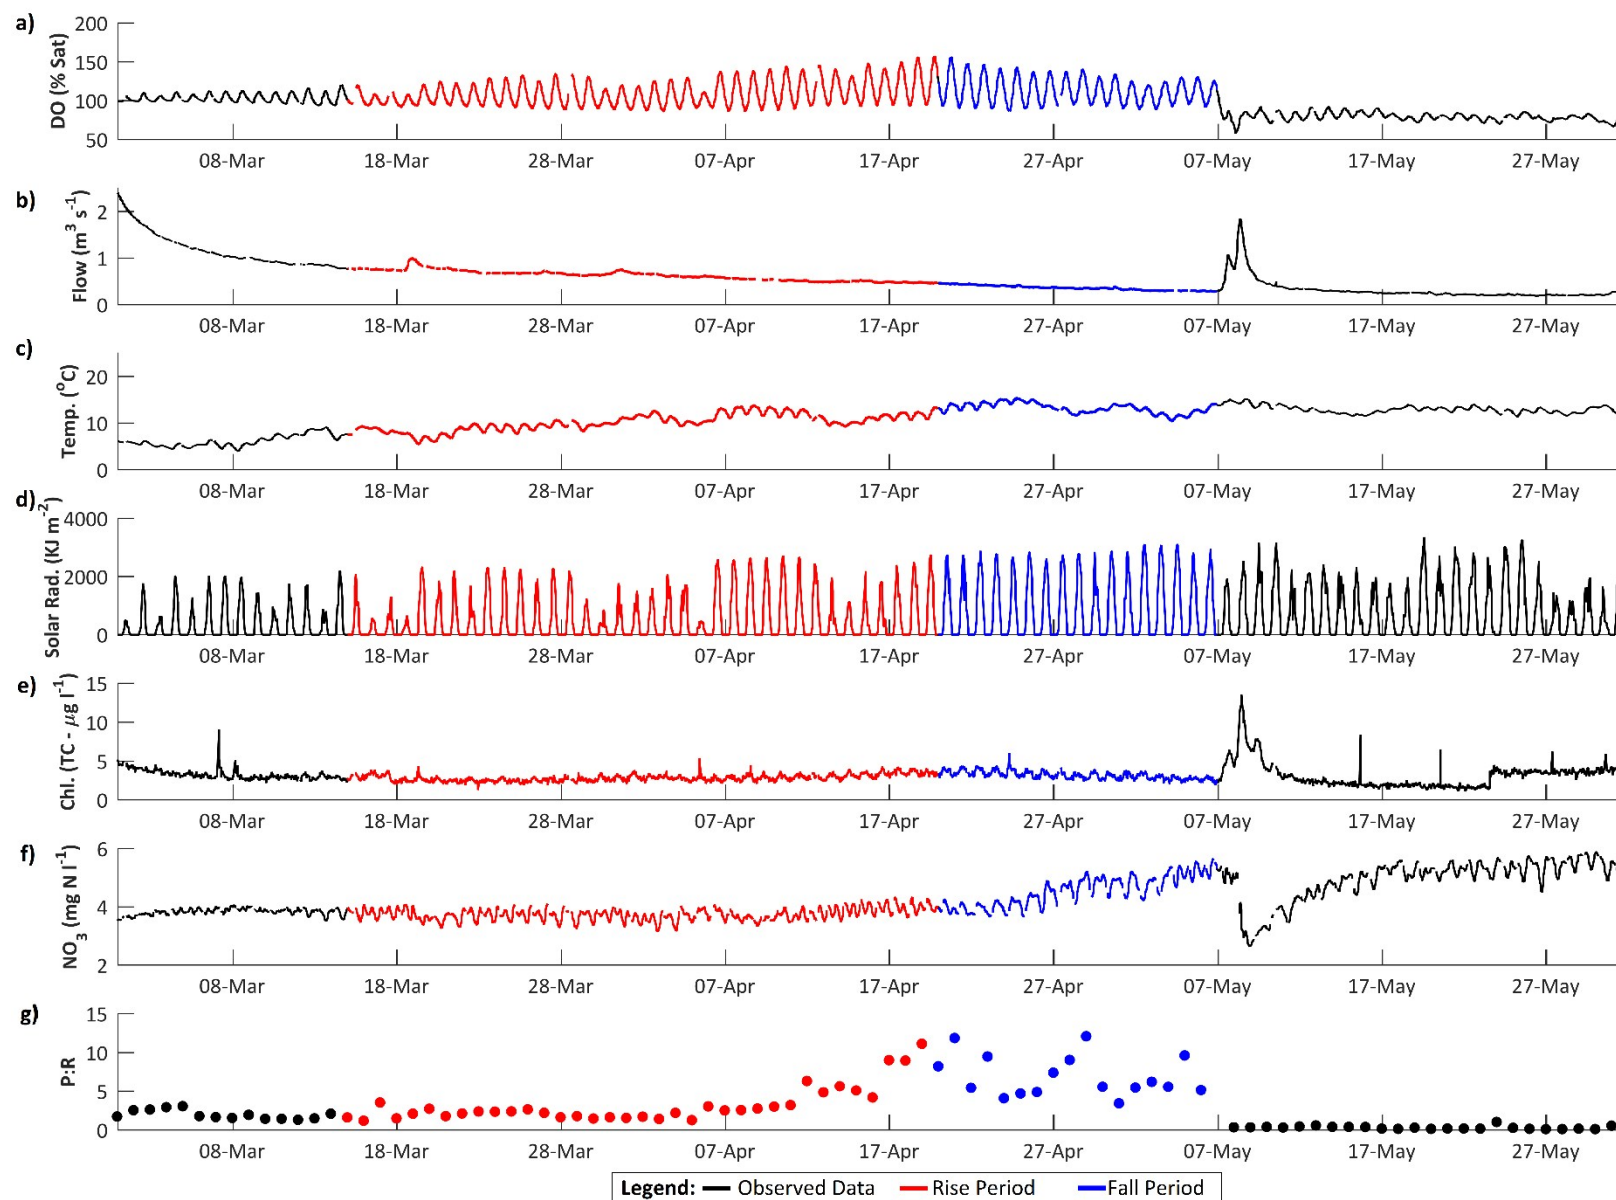 a)
DO (% Sat)
200
150
100
50
08-Mar 18-Mar 28-Mar 07-Apr 17-Apr 27-Apr 07-May 17-May 27-May
b)
Flow (m³ s⁻¹)
2
1
0
08-Mar 18-Mar 28-Mar 07-Apr 17-Apr 27-Apr 07-May 17-May 27-May
c)
Temp. (°C)
20
10
0
08-Mar 18-Mar 28-Mar 07-Apr 17-Apr 27-Apr 07-May 17-May 27-May
d)
Solar Rad. (KJ m⁻²)
4000
2000
0
08-Mar 18-Mar 28-Mar 07-Apr 17-Apr 27-Apr 07-May 17-May 27-May
e)
Chl. (TC - μg l⁻¹)
15
10
5
0
08-Mar 18-Mar 28-Mar 07-Apr 17-Apr 27-Apr 07-May 17-May 27-May
f)
NO₃ (mg N l⁻¹)
6
4
2
08-Mar 18-Mar 28-Mar 07-Apr 17-Apr 27-Apr 07-May 17-May 27-May
g)
P:R
15
10
5
0
08-Mar 18-Mar 28-Mar 07-Apr 17-Apr 27-Apr 07-May 17-May 27-May
Legend: Observed Data Rise Period Fall Period